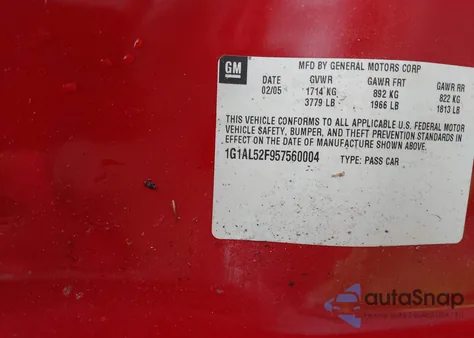 GM
MFD BY GENERAL MOTORS CORP
DATE GVWR GAWR FRT GAWR RR
02/05 1714 KG 892 KG 822 KG
3779 LB 1966 LB 1813 LB
THIS VEHICLE CONFORMS TO ALL APPLICABLE U.S. FEDERAL MOTOR
VEHICLE SAFETY, BUMPER, AND THEFT PREVENTION STANDARDS IN
EFFECT ON THE DATE OF MANUFACTURE SHOWN ABOVE.
1G1AL52F957560004 TYPE: PASS CAR
autoSnap